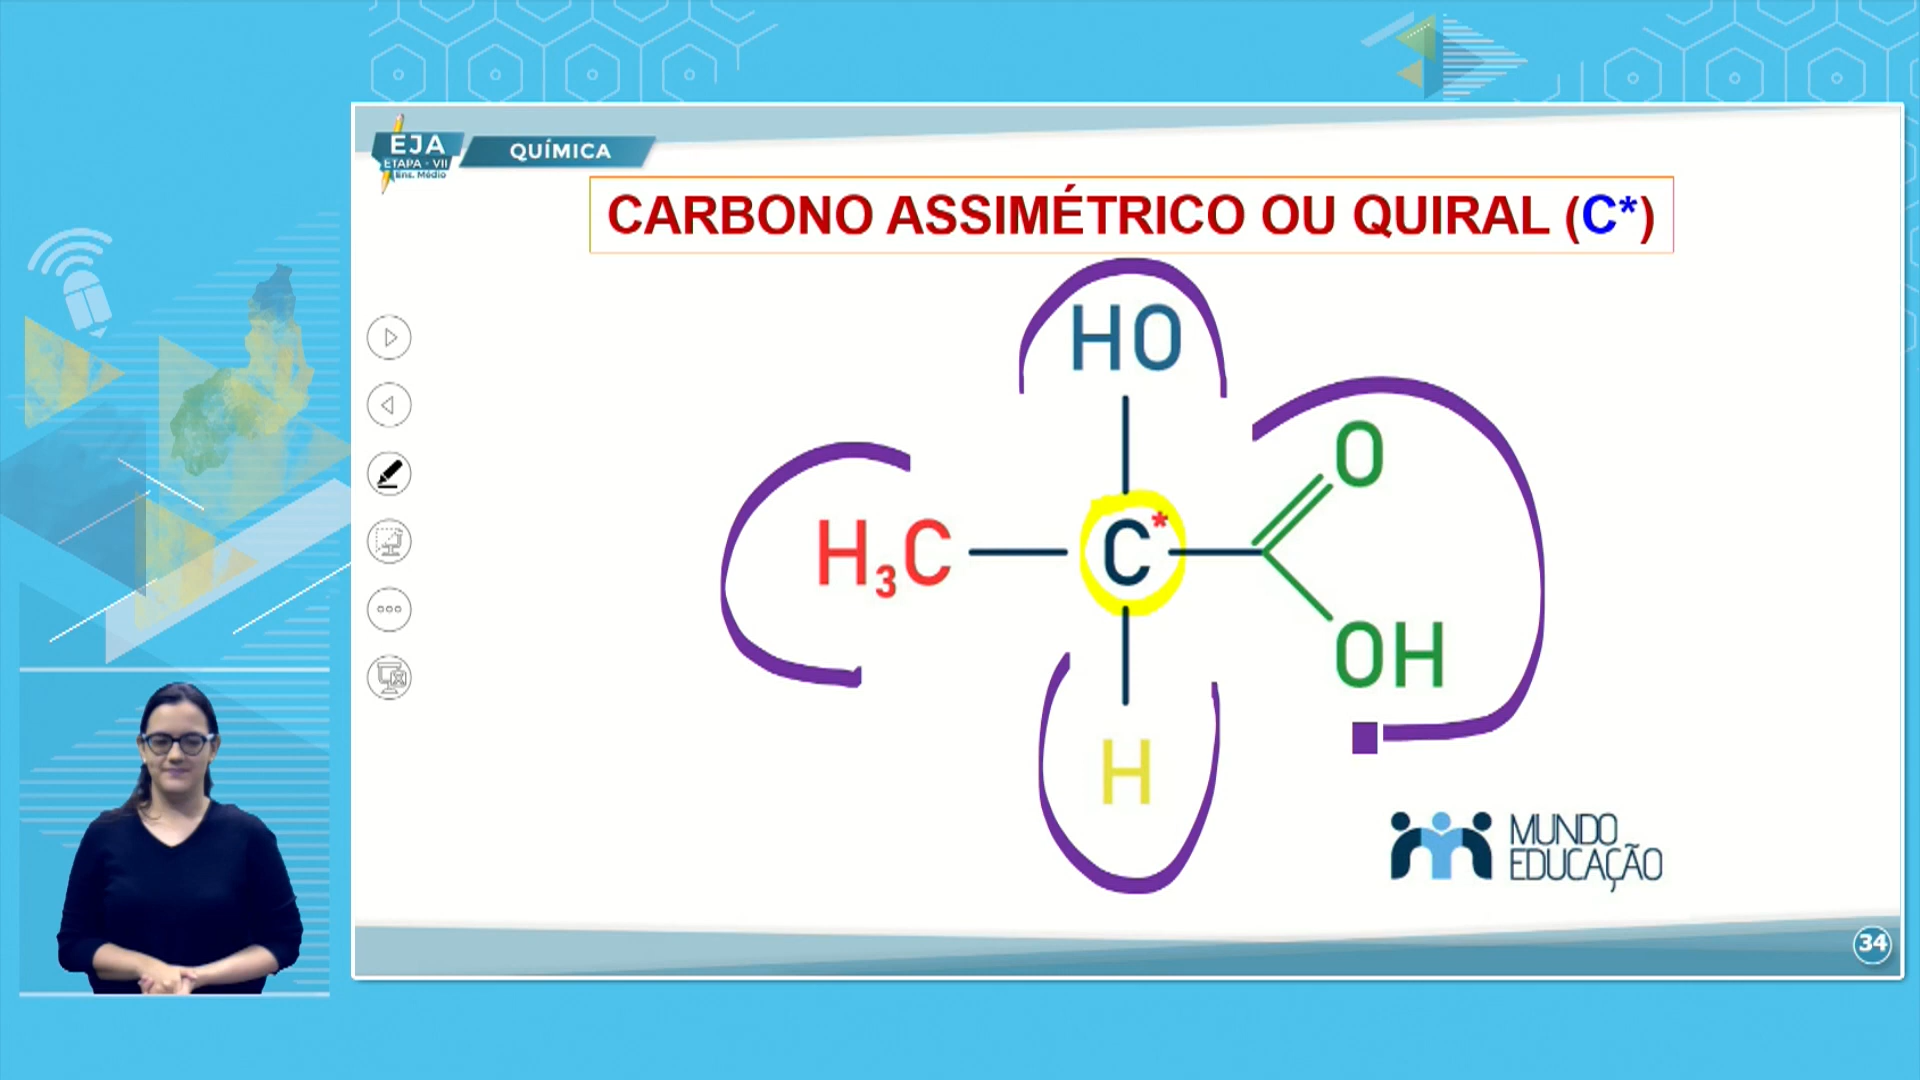 EJA
ETAPA - VII
Ens. Médio
QUÍMICA
CARBONO ASSIMÉTRICO OU QUIRAL (C*)
HO
O
H₃C
C*
OH
H
MUNDO
EDUCAÇÃO
34